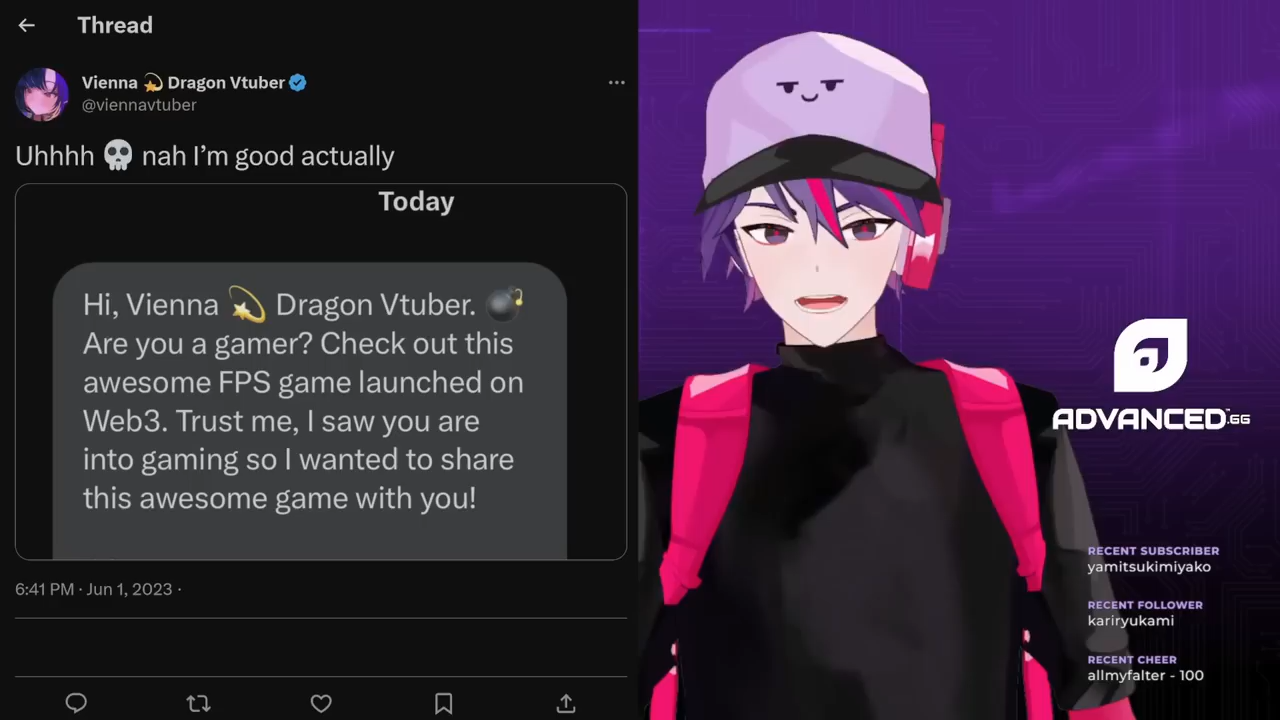 Thread
Vienna 💫 Dragon Vtuber
@viennavtuber
Uhhhh 💀 nah I’m good actually
Today
Hi, Vienna 💫 Dragon Vtuber. 💣
Are you a gamer? Check out this
awesome FPS game launched on
Web3. Trust me, I saw you are
into gaming so I wanted to share
this awesome game with you!
6:41 PM · Jun 1, 2023 ·
ADVANCED™.GG
RECENT SUBSCRIBER
yamitsukimiyako
RECENT FOLLOWER
kariryukami
RECENT CHEER
allmyfalter - 100